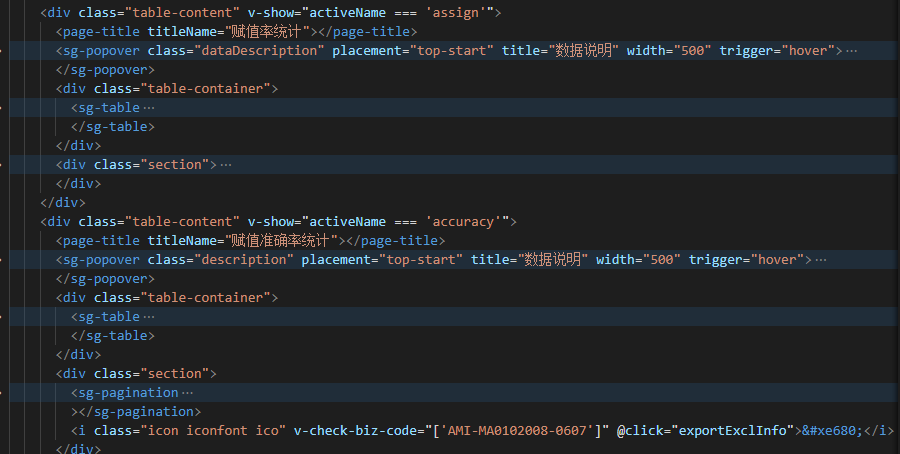 <div class="table-content" v-show="activeName === 'assign'">
<page-title titleName="赋值率统计"></page-title>
<sg-popover class="dataDescription" placement="top-start" title="数据说明" width="500" trigger="hover">…
</sg-popover>
<div class="table-container">
<sg-table…
</sg-table>
</div>
<div class="section">…
</div>
</div>
<div class="table-content" v-show="activeName === 'accuracy'">
<page-title titleName="赋值准确率统计"></page-title>
<sg-popover class="description" placement="top-start" title="数据说明" width="500" trigger="hover">…
</sg-popover>
<div class="table-container">
<sg-table…
</sg-table>
</div>
<div class="section">
<sg-pagination…
></sg-pagination>
<i class="icon iconfont ico" v-check-biz-code="['AMI-MA0102008-0607']" @click="exportExclInfo">&#xe680;</i>
</div>